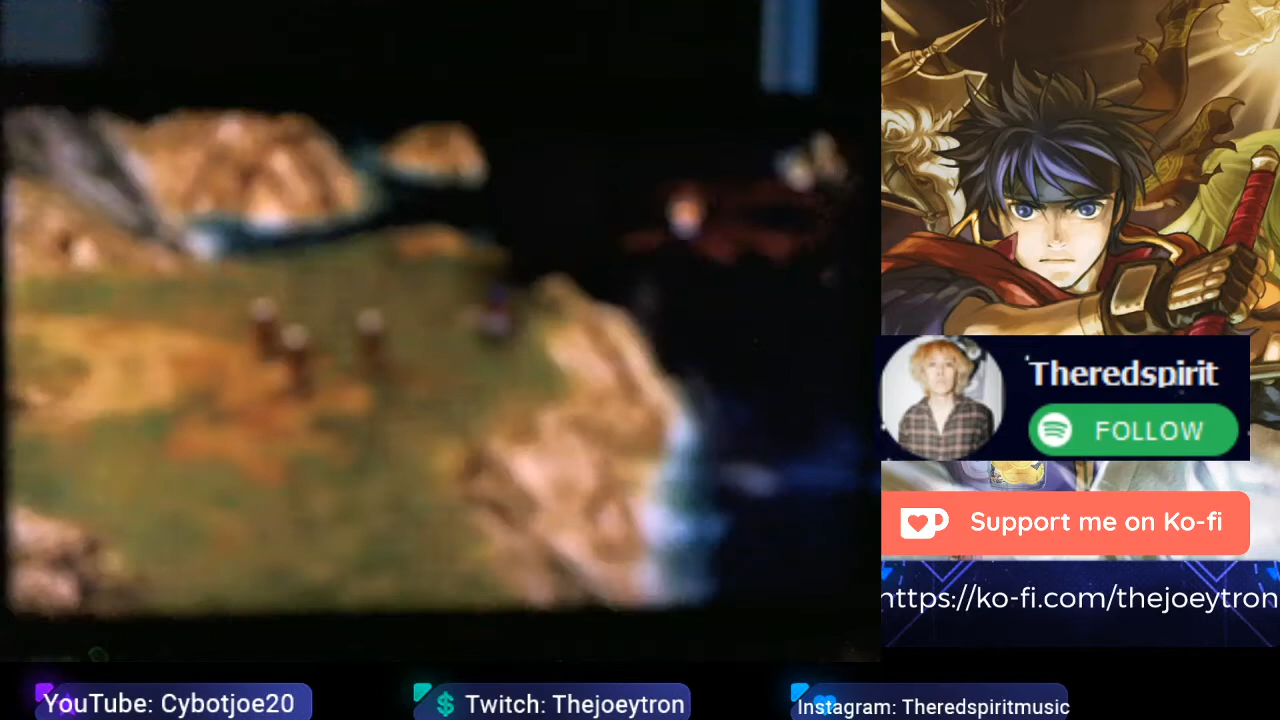 Theredspirit
FOLLOW
Support me on Ko-fi
https://ko-fi.com/thejoeytron
YouTube: Cybotjoe20
$ Twitch: Thejoeytron
Instagram: Theredspiritmusic